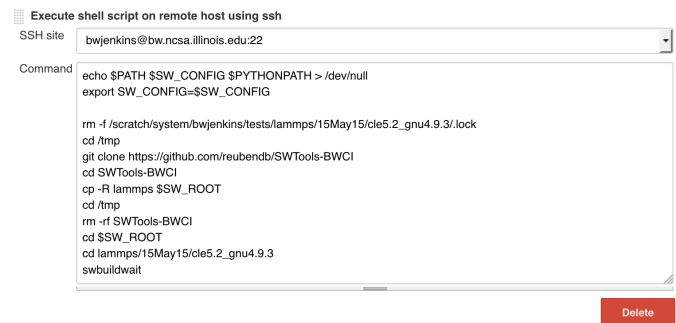 Execute shell script on remote host using ssh
SSH site
bwjenkins@bw.ncsa.illinois.edu:22
Command
echo $PATH $SW_CONFIG $PYTHONPATH > /dev/null
export SW_CONFIG=$SW_CONFIG
rm -f /scratch/system/bwjenkins/tests/lammps/15May15/cle5.2_gnu4.9.3/.lock
cd /tmp
git clone https://github.com/reubendb/SWTools-BWCI
cd SWTools-BWCI
cp -R lammps $SW_ROOT
cd /tmp
rm -rf SWTools-BWCI
cd $SW_ROOT
cd lammps/15May15/cle5.2_gnu4.9.3
swbuildwait
Delete